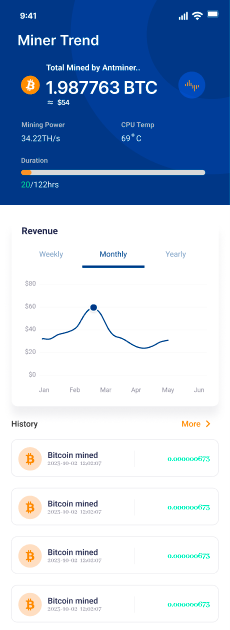 9:41
Miner Trend
Total Mined by Antminer..
1.987763 BTC
≈ $54
Mining Power
CPU Temp
34.22TH/s
69°C
Duration
20/122hrs
Revenue
Weekly
Monthly
Yearly
$80
$60
$40
$20
$0
Jan
Feb
Mar
Apr
May
Jun
History
More
Bitcoin mined
0.000000673
2023-10-02 12:02:07
Bitcoin mined
0.000000673
2023-10-02 12:02:07
Bitcoin mined
0.000000673
2023-10-02 12:02:07
Bitcoin mined
0.000000673
2023-10-02 12:02:07